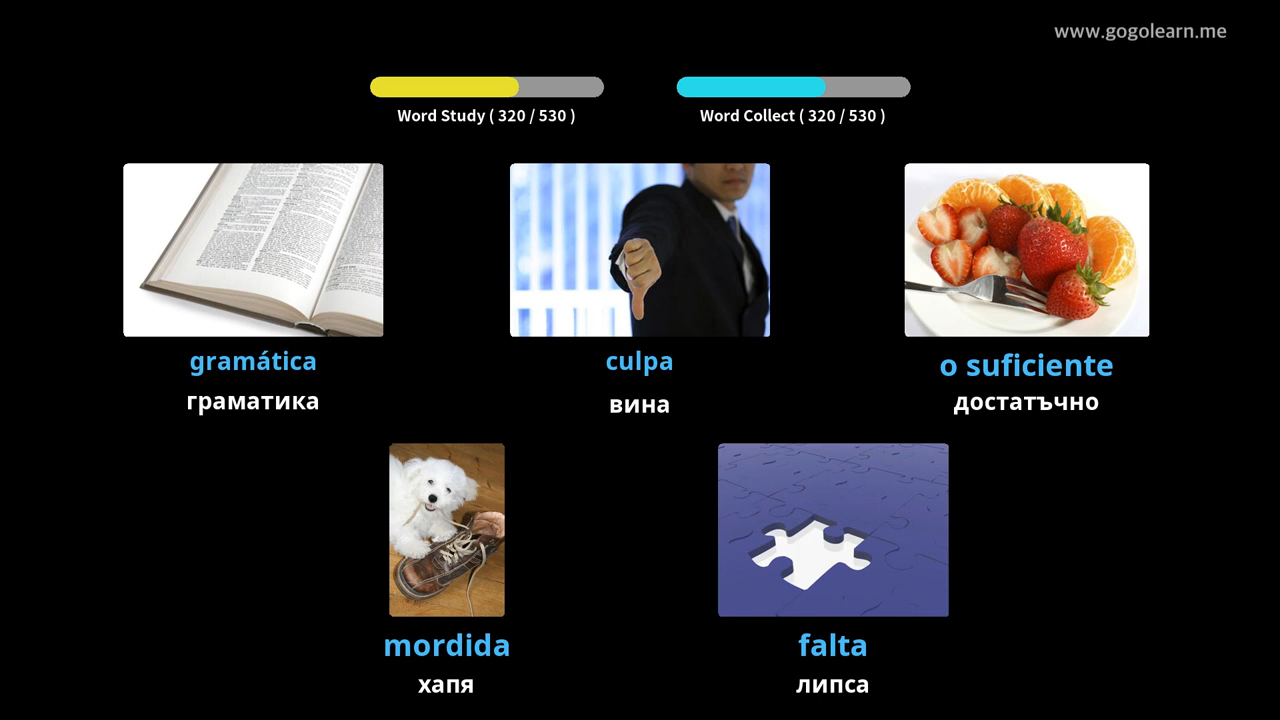 www.gogolearn.me
Word Study ( 320 / 530 )
Word Collect ( 320 / 530 )
gramática
граматика
culpa
вина
o suficiente
достатъчно
mordida
хапя
falta
липса